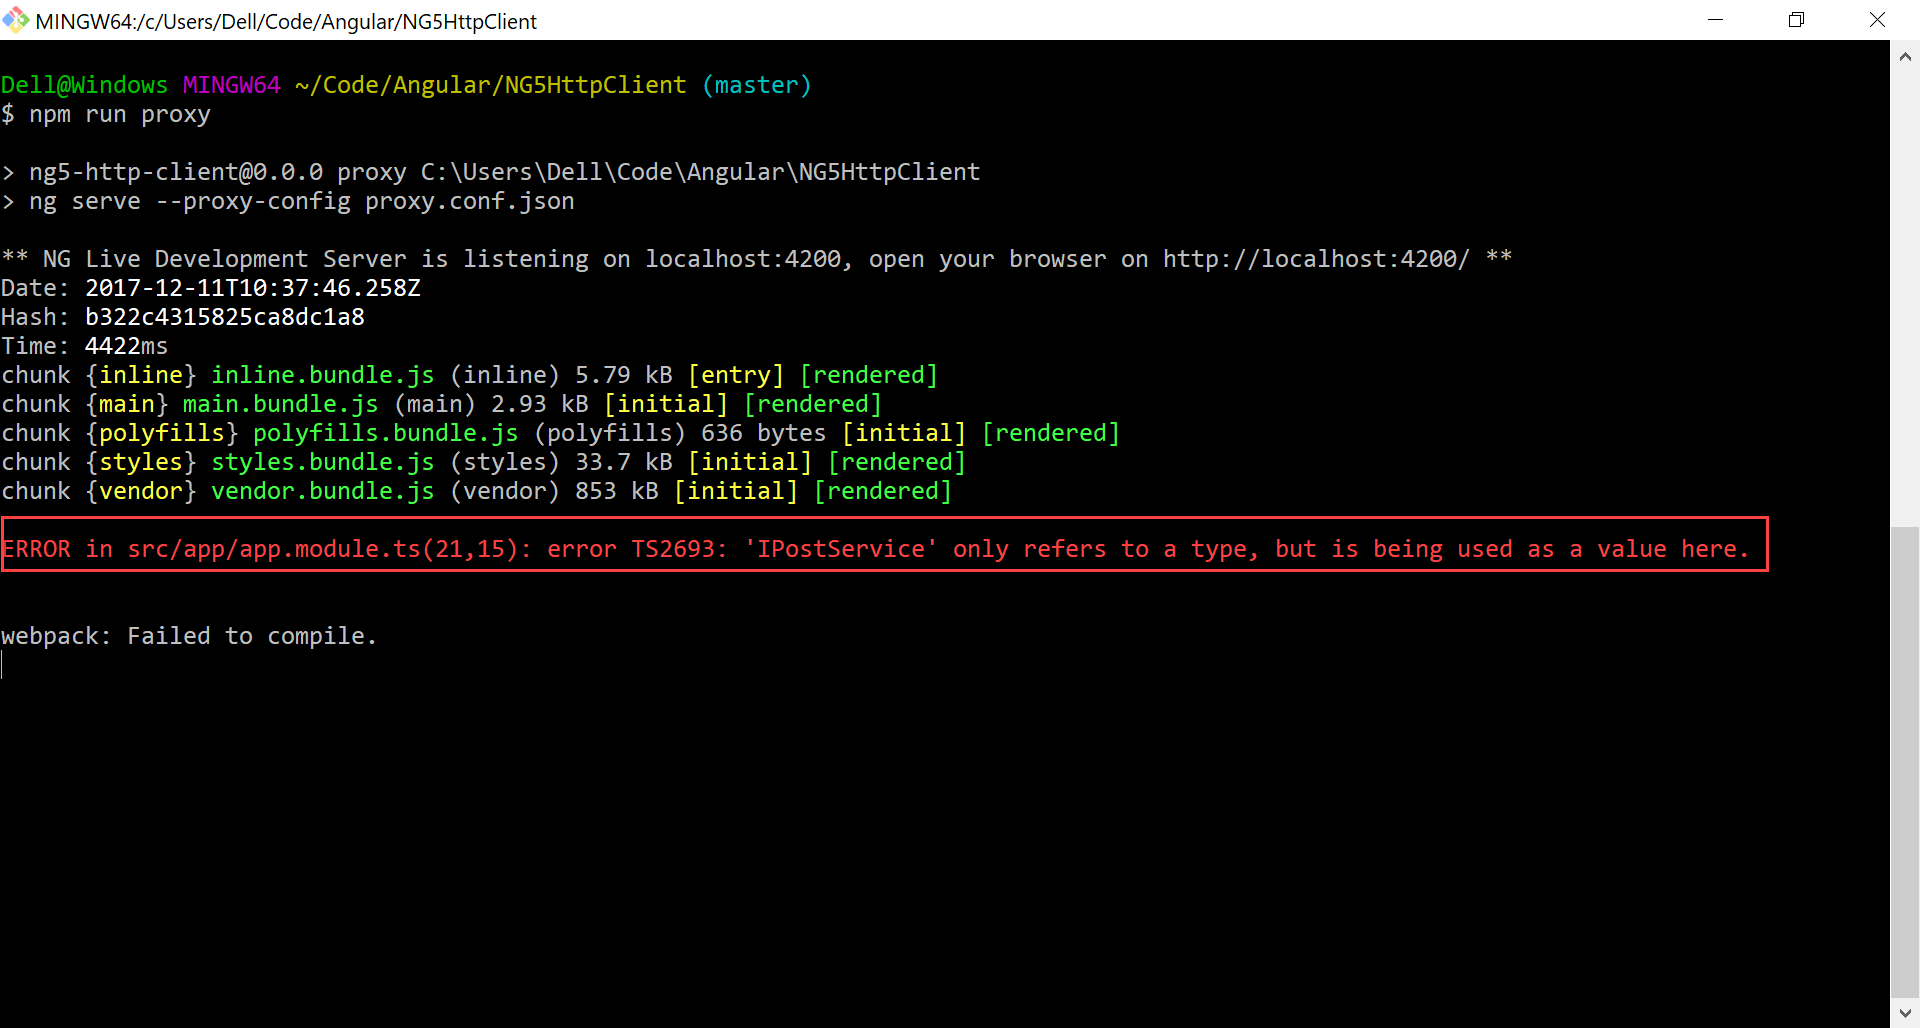 MINGW64:/c/Users/Dell/Code/Angular/NG5HttpClient
Dell@Windows MINGW64 ~/Code/Angular/NG5HttpClient (master)
$ npm run proxy
> ng5-http-client@0.0.0 proxy C:\Users\Dell\Code\Angular\NG5HttpClient
> ng serve --proxy-config proxy.conf.json
** NG Live Development Server is listening on localhost:4200, open your browser on http://localhost:4200/ **
Date: 2017-12-11T10:37:46.258Z
Hash: b322c4315825ca8dc1a8
Time: 4422ms
chunk {inline} inline.bundle.js (inline) 5.79 kB [entry] [rendered]
chunk {main} main.bundle.js (main) 2.93 kB [initial] [rendered]
chunk {polyfills} polyfills.bundle.js (polyfills) 636 bytes [initial] [rendered]
chunk {styles} styles.bundle.js (styles) 33.7 kB [initial] [rendered]
chunk {vendor} vendor.bundle.js (vendor) 853 kB [initial] [rendered]
ERROR in src/app/app.module.ts(21,15): error TS2693: 'IPostService' only refers to a type, but is being used as a value here.
webpack: Failed to compile.